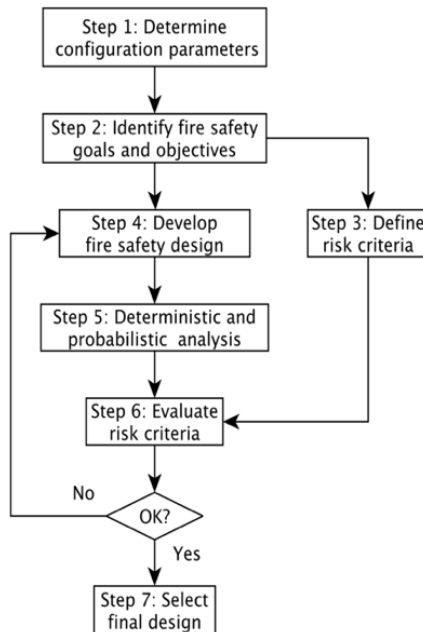 Step 1: Determine
configuration parameters
Step 2: Identify fire safety
goals and objectives
Step 4: Develop
fire safety design
Step 3: Define
risk criteria
Step 5: Deterministic and
probabilistic analysis
Step 6: Evaluate
risk criteria
No
OK?
Yes
Step 7: Select
final design